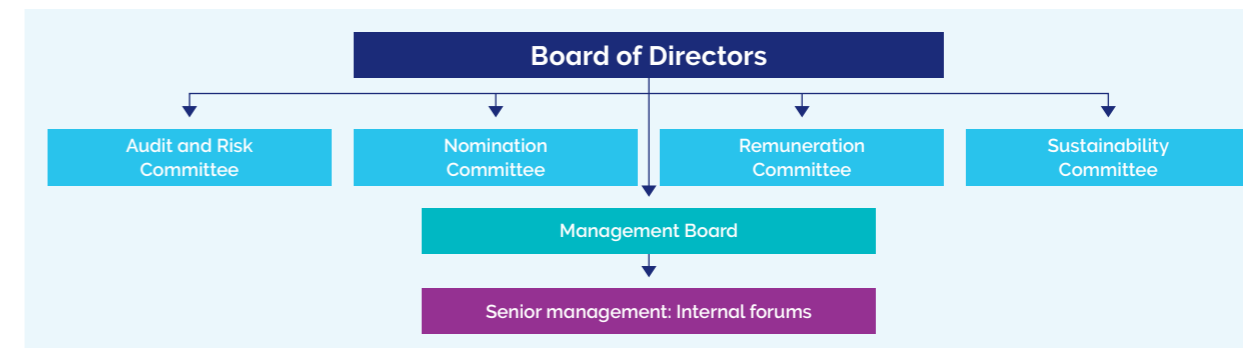 Board of Directors
Audit and Risk
Committee
Nomination
Committee
Remuneration
Committee
Sustainability
Committee
Management Board
Senior management: Internal forums